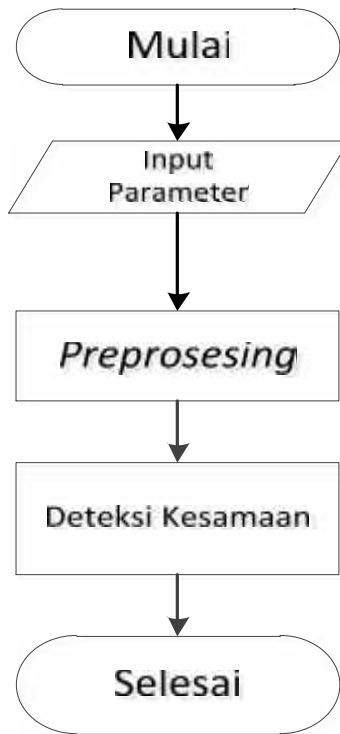 Mulai
Input
Parameter
Preprosesing
Deteksi Kesamaan
Selesai